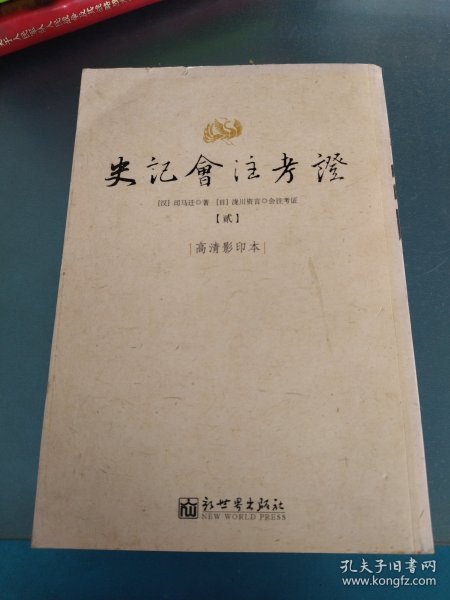 史記會注考證
[汉]司马迁◎著 [日]泷川资言◎会注考证
【贰】
高清影印本
新世界出版社
NEW WORLD PRESS
孔夫子旧书网
www.kongfz.com